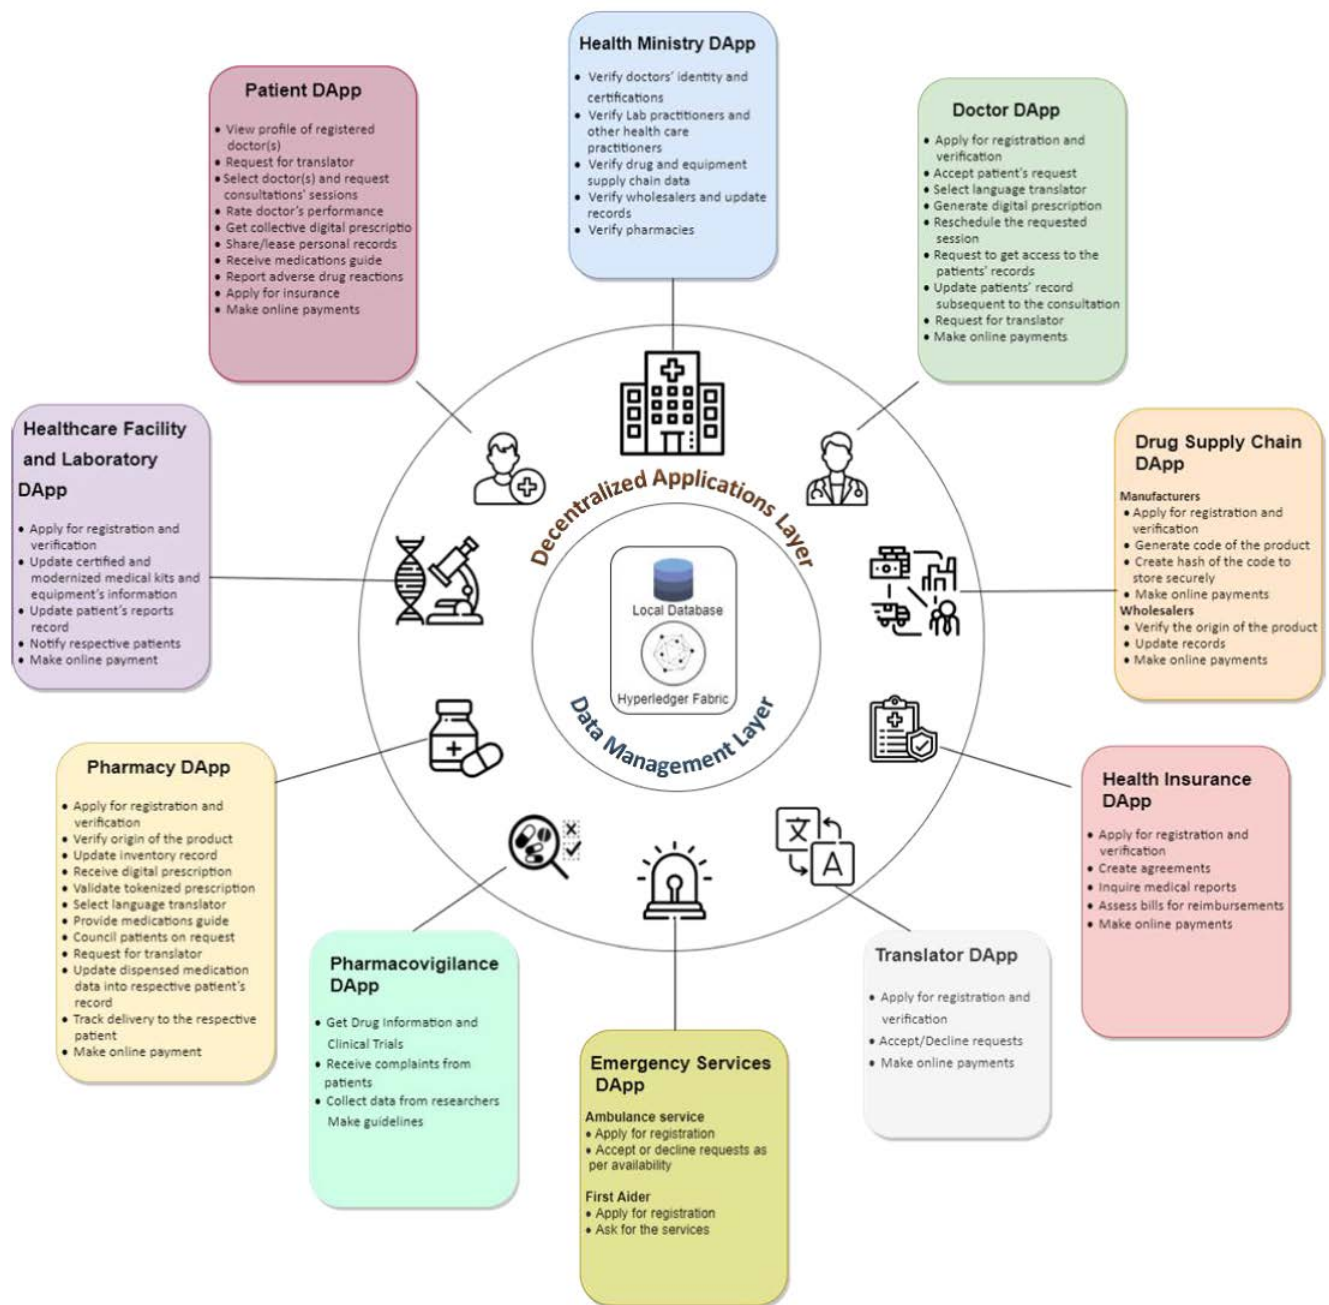 Health Ministry DApp
• Verify doctors' identity and
certifications
• Verify Lab practitioners and
other health care
practitioners
• Verify drug and equipment
supply chain data
• Verify wholesalers and update
records
• Verify pharmacies
Patient DApp
• View profile of registered
doctor(s)
• Request for translator
• Select doctor(s) and request
consultations' sessions
• Rate doctor's performance
• Get collective digital prescriptio
• Share/lease personal records
• Receive medications guide
• Report adverse drug reactions
• Apply for insurance
• Make online payments
Doctor DApp
• Apply for registration and
verification
• Accept patient's request
• Select language translator
• Generate digital prescription
• Reschedule the requested
session
• Request to get access to the
patients' records
• Update patients' record
subsequent to the consultation
• Request for translator
• Make online payments
Healthcare Facility
and Laboratory
DApp
• Apply for registration and
verification
• Update certified and
modernized medical kits and
equipment's information
• Update patient's reports
record
• Notify respective patients
• Make online payment
Drug Supply Chain
DApp
Manufacturers
• Apply for registration and
verification
• Generate code of the product
• Create hash of the code to
store securely
• Make online payments
Wholesalers
• Verify the origin of the product
• Update records
• Make online payments
Decentralized Applications Layer
Local Database
Hyperledger Fabric
Data Management Layer
文
A
Pharmacy DApp
• Apply for registration and
verification
• Verify origin of the product
• Update inventory record
• Receive digital prescription
• Validate tokenized prescription
• Select language translator
• Provide medications guide
• Council patients on request
• Request for translator
• Update dispensed medication
data into respective patient's
record
• Track delivery to the respective
patient
• Make online payment
Health Insurance
DApp
• Apply for registration and
verification
• Create agreements
• Inquire medical reports
• Assess bills for reimbursements
• Make online payments
Pharmacovigilance
DApp
• Get Drug Information and
Clinical Trials
• Receive complaints from
patients
• Collect data from researchers
Make guidelines
Translator DApp
• Apply for registration and
verification
• Accept/Decline requests
• Make online payments
Emergency Services
DApp
Ambulance service
• Apply for registration
• Accept or decline requests as
per availability
First Aider
• Apply for registration
• Ask for the services